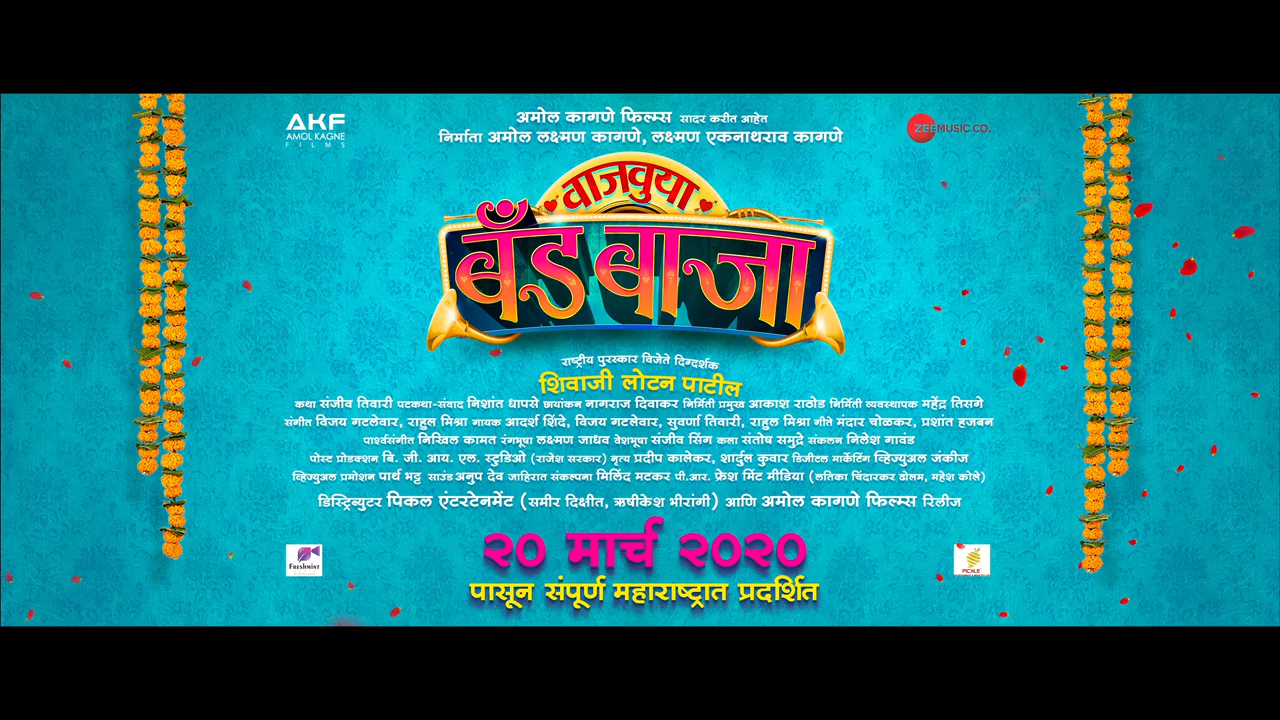 AKF
AMOL KAGNE
FILMS
अमोल कागणे फिल्म्स सादर करीत आहेत
निर्माता अमोल लक्ष्मण कागणे, लक्ष्मण एकनाथराव कागणे
ZEE MUSIC CO.
वाजवुया
बँड बाजा
राष्ट्रीय पुरस्कार विजेते दिग्दर्शक
शिवाजी लोटन पाटील
कथा संजीव तिवारी पटकथा-संवाद निशांत धापसे छायांकन नागराज दिवाकर निर्मिती प्रमुख आकाश राठोड निर्मिती व्यवस्थापक महेंद्र तिसगे
संगीत विजय गटलेवार, राहुल मिश्रा गायक आदर्श शिंदे, विजय गटलेवार, सुवर्णा तिवारी, राहुल मिश्रा गीते मंदार चोळकर, प्रशांत हजबन
पार्श्वसंगीत निखिल कामत रंगभूषा लक्ष्मण जाधव वेशभूषा संजीव सिंग कला संतोष समुद्रे संकलन निलेश गावंड
पोस्ट प्रोडक्शन बि. जी. आय. एल. स्टुडिओ (राजेश सरकार) नृत्य प्रदीप कालेकर, शार्दुल कुवार डिजीटल मार्केटिंग व्हिज्युअल जंकीज
व्हिज्युअल प्रमोशन पार्थ भट्ट साउंड अनुप देव जाहिरात संकल्पना मिलिंद मटकर पी.आर. फ्रेश मिंट मीडिया (लतिका चिंदारकर ढोलम, महेश कोले)
डिस्ट्रिब्युटर पिकल एंटरटेनमेंट (समीर दिक्षीत, ऋषीकेश भीरांगी) आणि अमोल कागणे फिल्म्स रिलीज
२० मार्च २०२०
पासून संपूर्ण महाराष्ट्रात प्रदर्शित
FRESHMINT
PICKLE